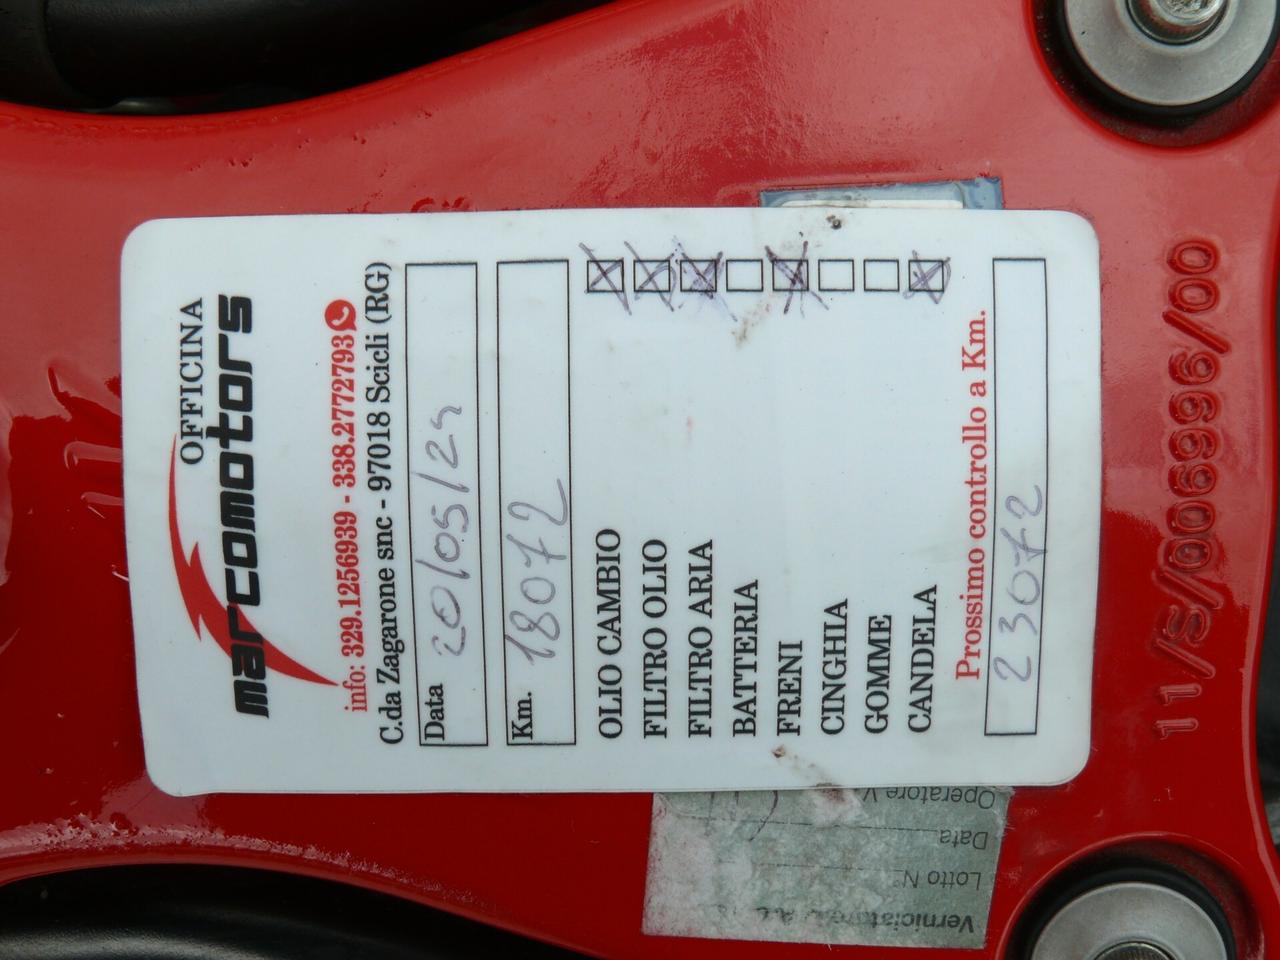 OFFICINA
marcomotors
info: 329.1256939 - 338.2772793
C.da Zagarone snc - 97018 Scicli (RG)
Data 20/05/24
Km. 18072
OLIO CAMBIO
FILTRO OLIO
FILTRO ARIA
BATTERIA
FRENI
CINGHIA
GOMME
CANDELA
Prossimo controllo a Km.
23072
11/S/006996/00
Verniciatore
Lotto N°
Data
Operatore V